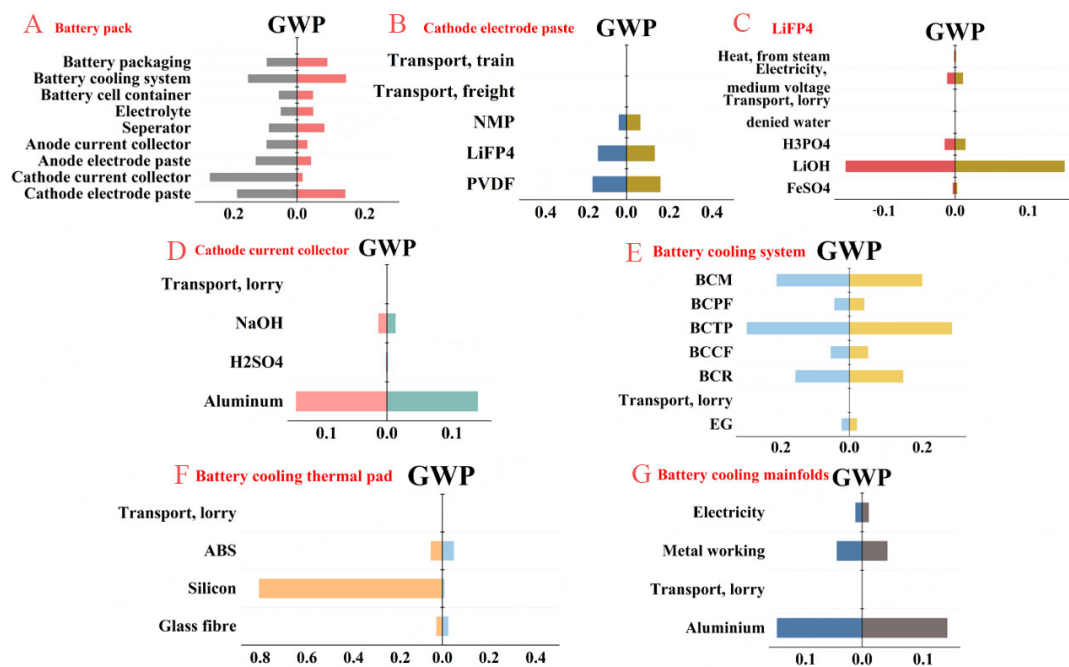 A Battery pack
GWP
Battery packaging
Battery cooling system
Battery cell container
Electrolyte
Seperator
Anode current collector
Anode electrode paste
Cathode current collector
Cathode electrode paste
0.2 0.0 0.2
B Cathode electrode paste
GWP
Transport, train
Transport, freight
NMP
LiFP4
PVDF
0.4 0.2 0.0 0.2 0.4
C LiFP4
GWP
Heat, from steam
Electricity,
medium voltage
Transport, lorry
denied water
H3PO4
LiOH
FeSO4
-0.1 0.0 0.1
D Cathode current collector
GWP
Transport, lorry
NaOH
H2SO4
Aluminum
0.1 0.0 0.1
E Battery cooling system
GWP
BCM
BCPF
BCTP
BCCF
BCR
Transport, lorry
EG
0.2 0.0 0.2
F Battery cooling thermal pad
GWP
Transport, lorry
ABS
Silicon
Glass fibre
0.8 0.6 0.4 0.2 0.0 0.2 0.4
G Battery cooling mainfolds
GWP
Electricity
Metal working
Transport, lorry
Aluminium
0.1 0.0 0.1